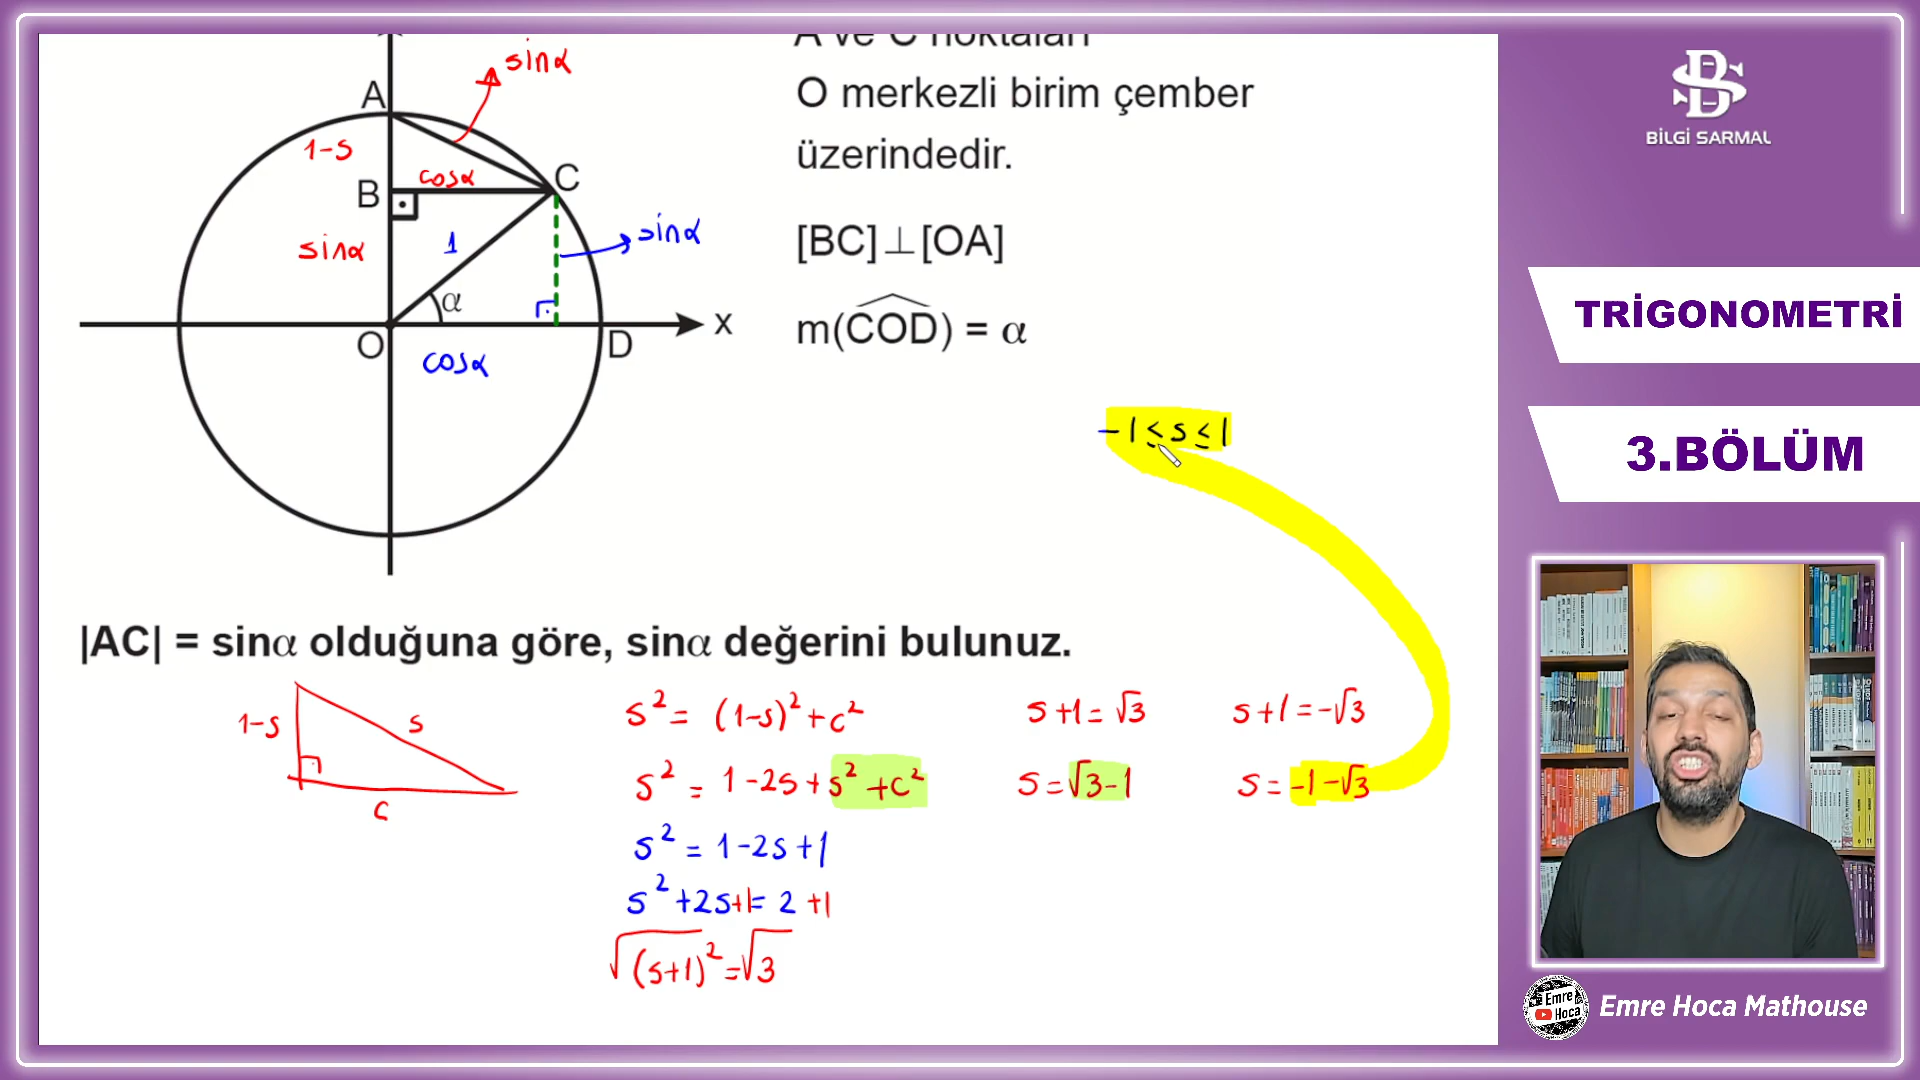 A ve C noktaları
O merkezli birim çember
üzerindedir.
[BC]⊥[OA]
m(COD) = α
sinα
A
1-s
cosα
C
B
sinα
1
sinα
α
x
O
D
cosα
-1 ≤ s ≤ 1
|AC| = sinα olduğuna göre, sinα değerini bulunuz.
1-s
s
c
s² = (1-s)² + c²
s² = 1-2s + s² + c²
s² = 1-2s+1
s² + 2s+1 = 2 +1
√(s+1)² = √3
s+1 = √3
s = √3-1
s+1 = -√3
s = -1-√3
BS
BİLGİ SARMAL
TRİGONOMETRİ
3.BÖLÜM
Emre
Hoca
Emre Hoca Mathouse